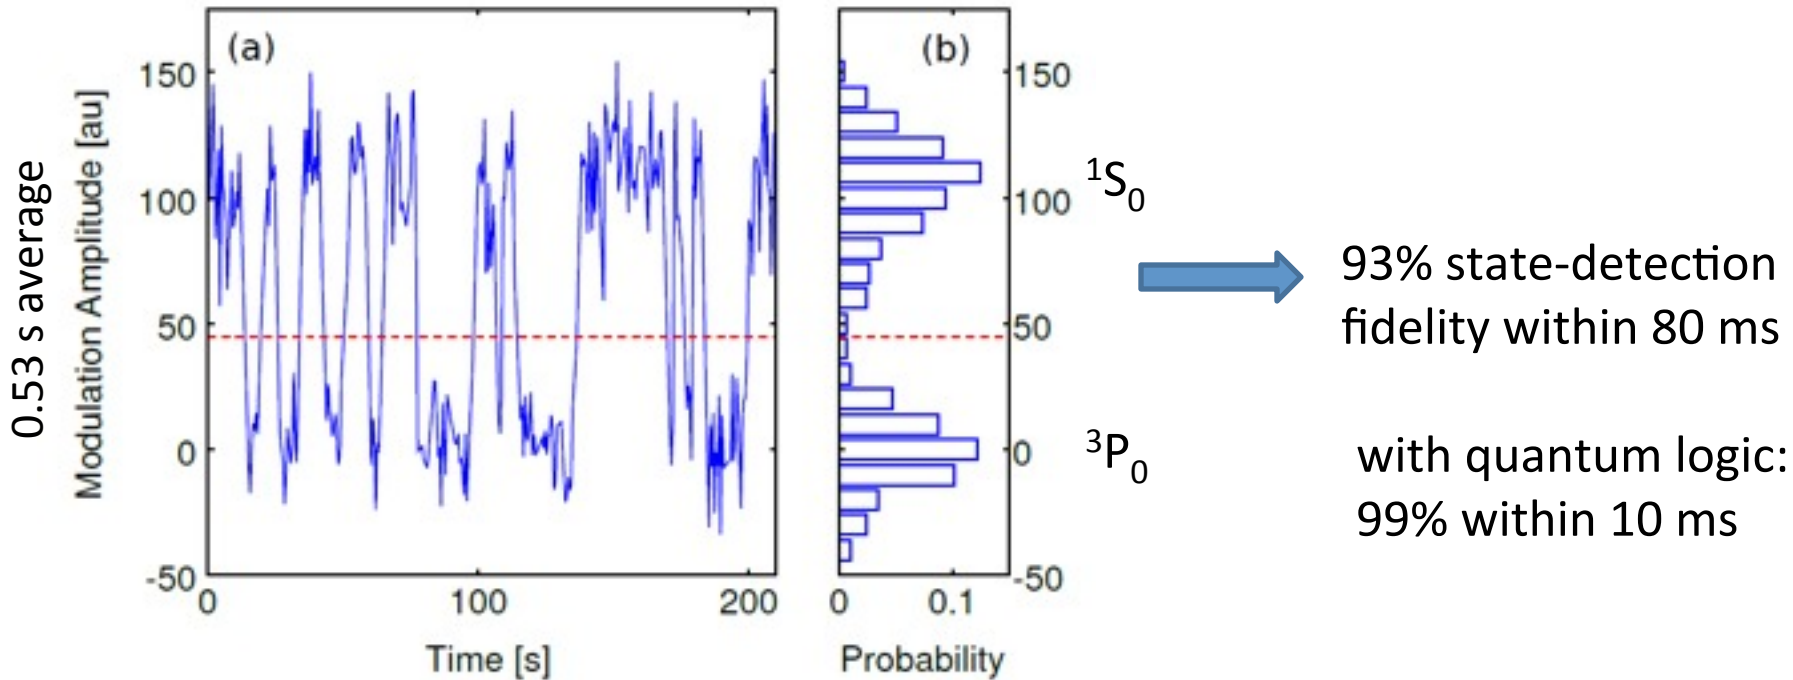 0.53 s average
Modulation Amplitude [au]
(a)
150
100
50
0
-50
0 100 200
Time [s]
(b)
150
100
50
0
-50
0 0.1
Probability
¹S₀
³P₀
93% state-detection
fidelity within 80 ms
with quantum logic:
99% within 10 ms